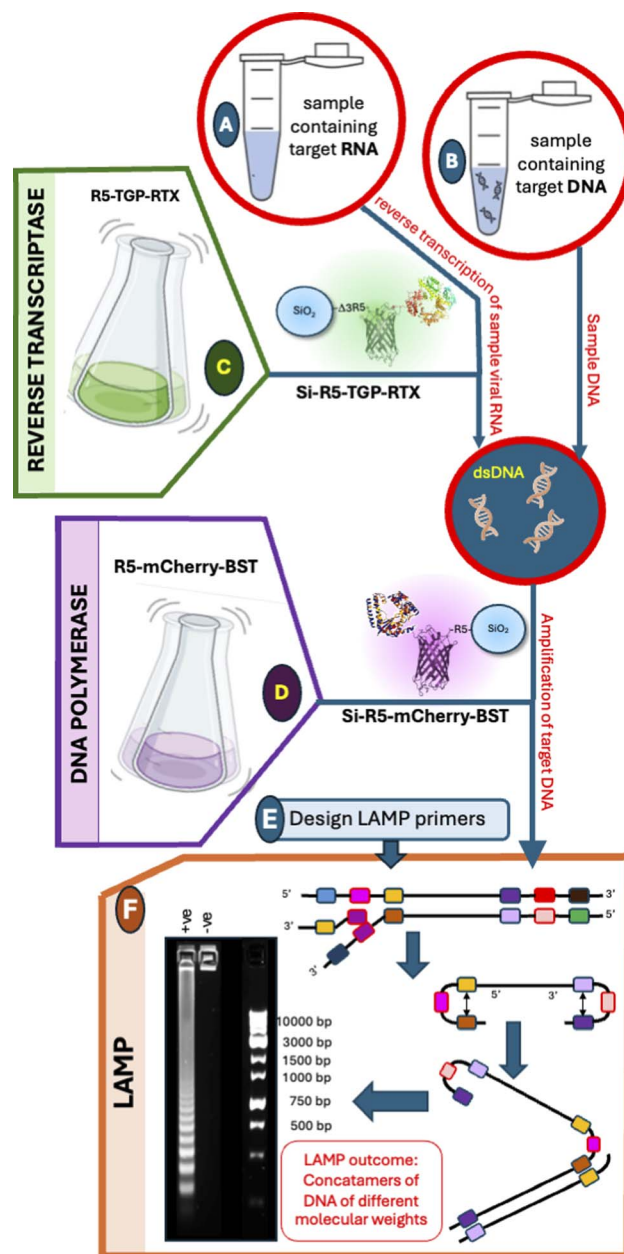 A
sample
containing
target RNA
B
sample
containing
target DNA
REVERSE TRANSCRIPTASE
R5-TGP-RTX
C
SiO2
-Δ3R5-
Si-R5-TGP-RTX
reverse transcription of sample viral RNA
Sample DNA
dsDNA
DNA POLYMERASE
R5-mCherry-BST
D
-R5-
SiO2
Si-R5-mCherry-BST
Amplification of target DNA
E
Design LAMP primers
F
LAMP
+ve
-ve
10000 bp
3000 bp
1500 bp
1000 bp
750 bp
500 bp
5'
3'
3'
5'
3'
5'
3'
LAMP outcome:
Concatamers of
DNA of different
molecular weights